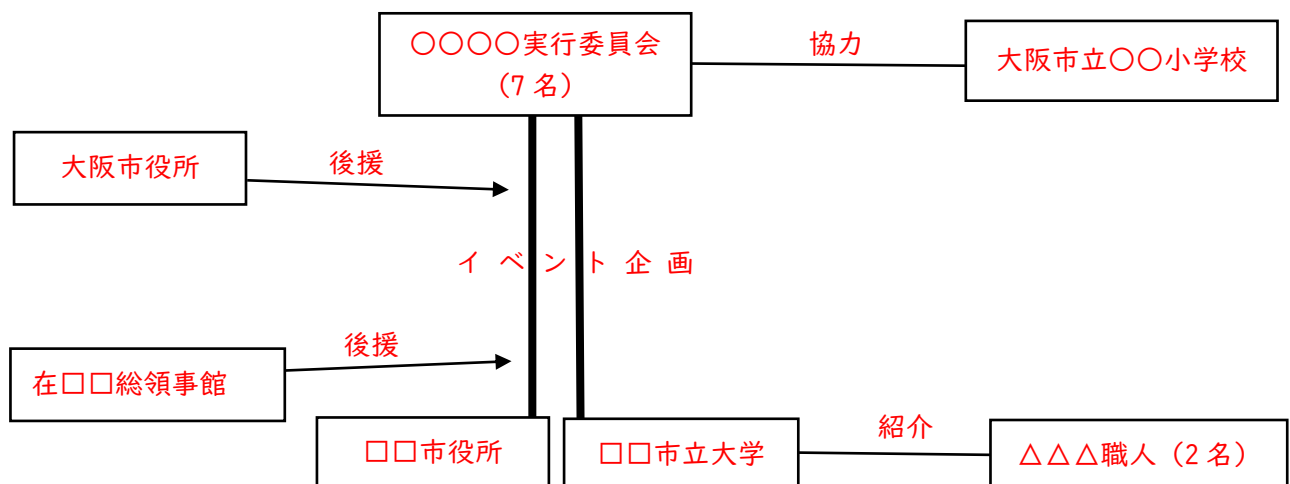 〇〇〇〇実行委員会
(7名)
協力
大阪市立〇〇小学校
大阪市役所
後援
イベント企画
後援
在□□総領事館
□□市役所
□□市立大学
紹介
△△△職人(2名)